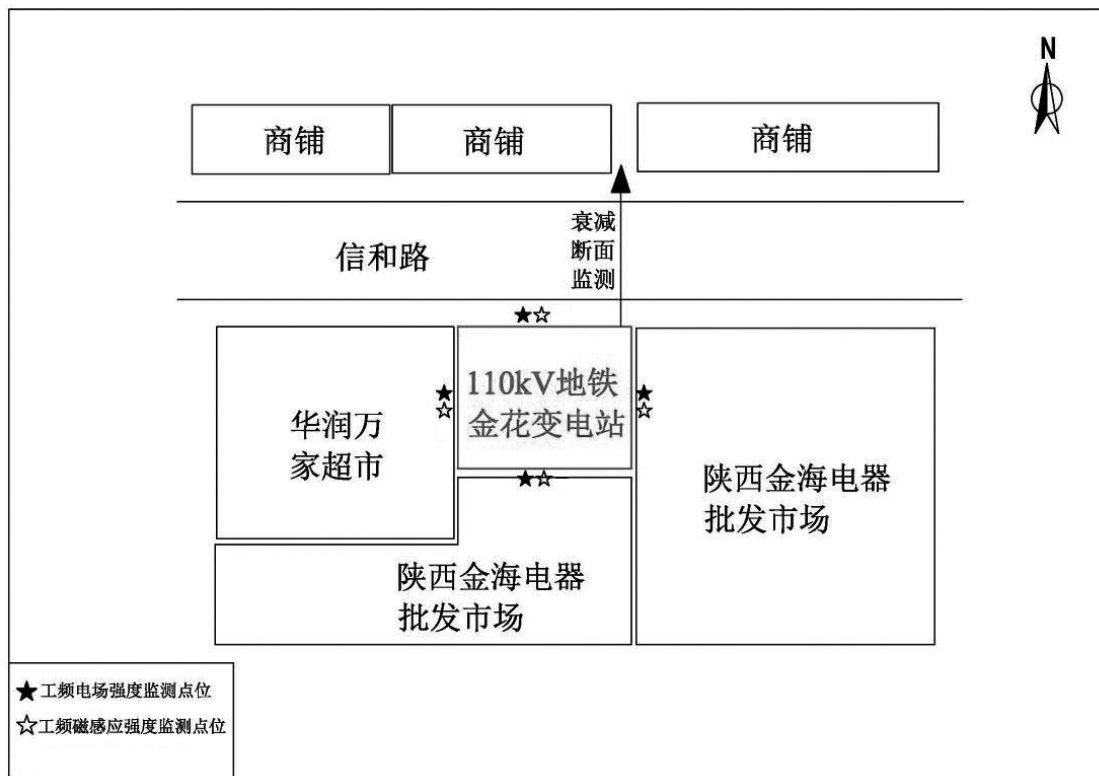 N
商铺
商铺
商铺
衰减
断面
监测
信和路
★☆
110kV地铁
金花变电站
★
☆
★
☆
华润万
家超市
★☆
陕西金海电器
批发市场
陕西金海电器
批发市场
★工频电场强度监测点位
☆工频磁感应强度监测点位